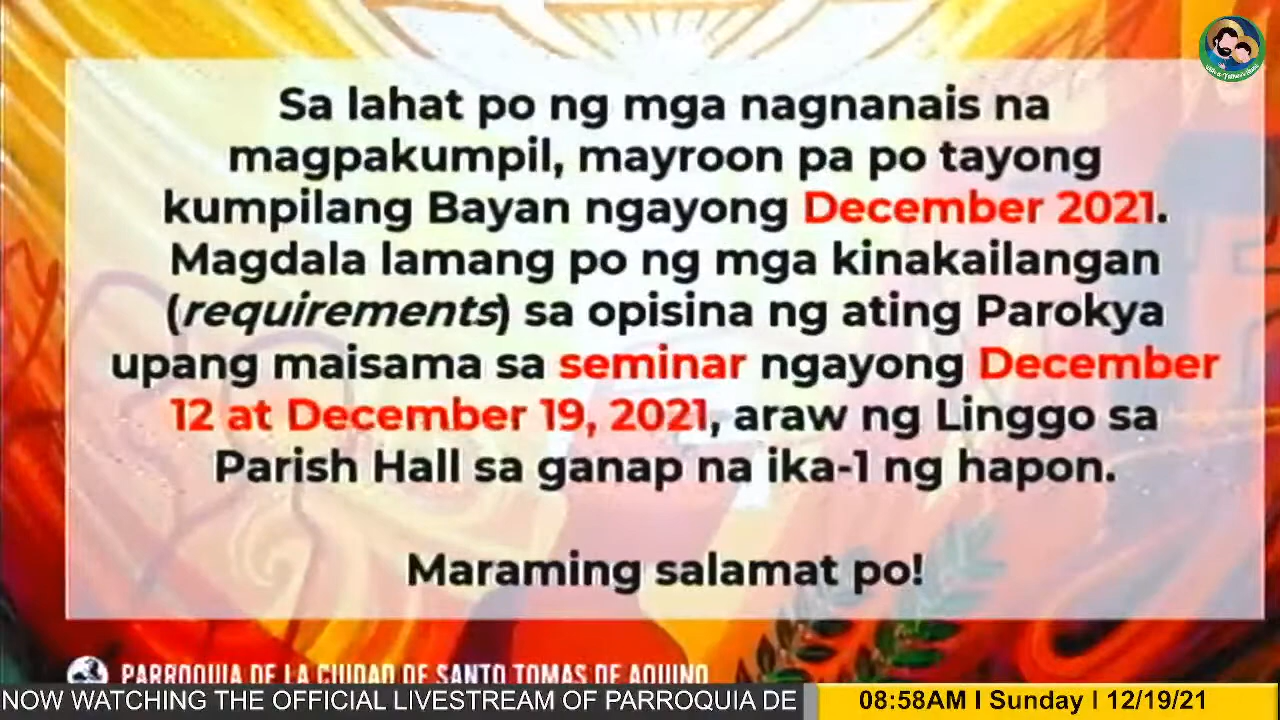 Sa lahat po ng mga nagnanais na
magpakumpil, mayroon pa po tayong
kumpilang Bayan ngayong December 2021.
Magdala lamang po ng mga kinakailangan
(requirements) sa opisina ng ating Parokya
upang maisama sa seminar ngayong December
12 at December 19, 2021, araw ng Linggo sa
Parish Hall sa ganap na ika-1 ng hapon.
Maraming salamat po!
PARROQUIA DE LA CIUDAD DE SANTO TOMAS DE AQUINO
NOW WATCHING THE OFFICIAL LIVESTREAM OF PARROQUIA DE
08:58AM I Sunday I 12/19/21